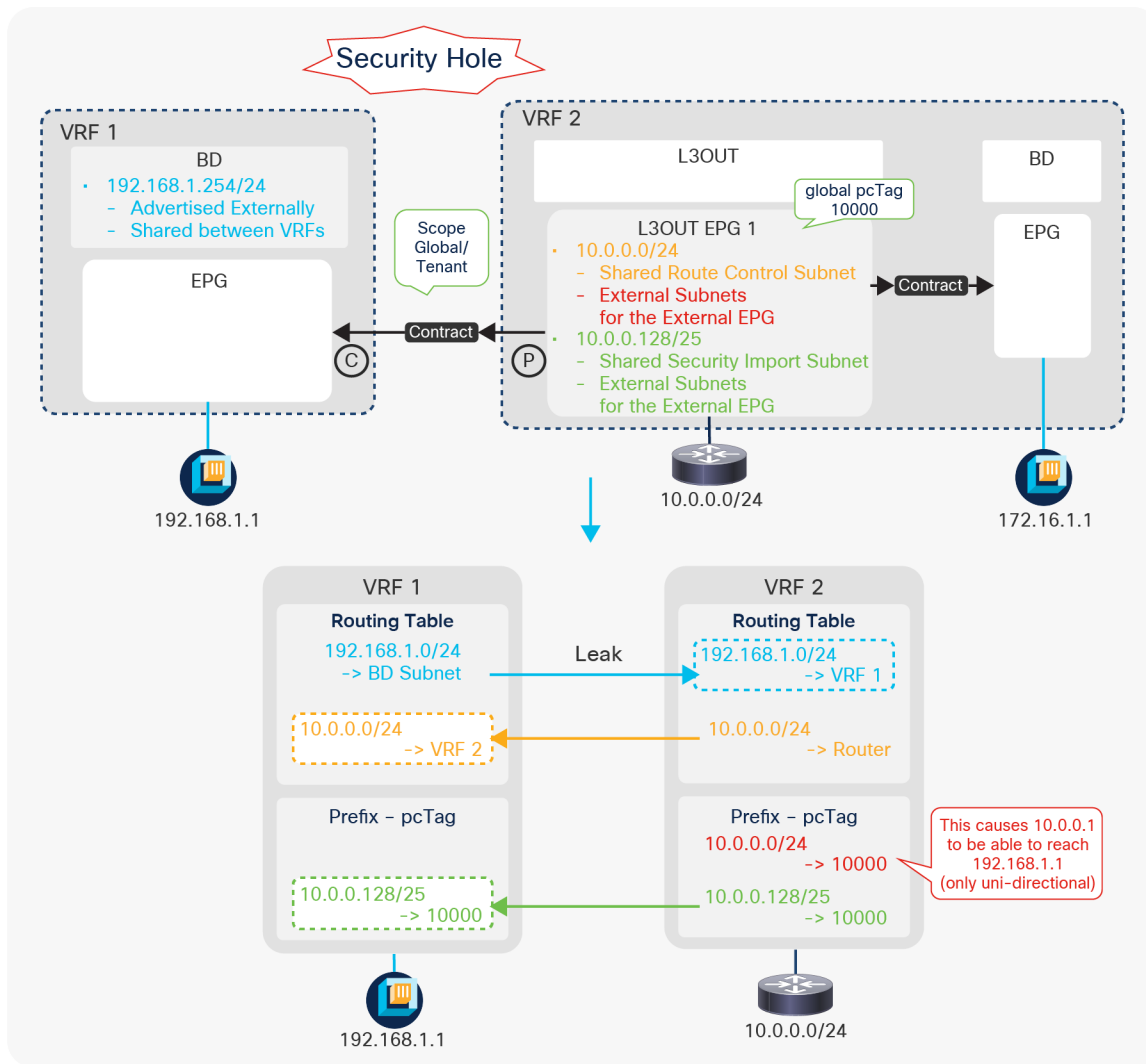 Security Hole
VRF 1
BD
· 192.168.1.254/24
- Advertised Externally
- Shared between VRFs
EPG
Scope
Global/
Tenant
Contract
C
P
VRF 2
L3OUT
global pcTag
10000
L3OUT EPG 1
· 10.0.0.0/24
- Shared Route Control Subnet
- External Subnets
for the External EPG
· 10.0.0.128/25
- Shared Security Import Subnet
- External Subnets
for the External EPG
Contract
BD
EPG
192.168.1.1
10.0.0.0/24
172.16.1.1
VRF 1
Routing Table
192.168.1.0/24
-> BD Subnet
10.0.0.0/24
-> VRF 2
Prefix - pcTag
10.0.0.128/25
-> 10000
192.168.1.1
Leak
VRF 2
Routing Table
192.168.1.0/24
-> VRF 1
10.0.0.0/24
-> Router
Prefix - pcTag
10.0.0.0/24
-> 10000
10.0.0.128/25
-> 10000
This causes 10.0.0.1
to be able to reach
192.168.1.1
(only uni-directional)
10.0.0.0/24